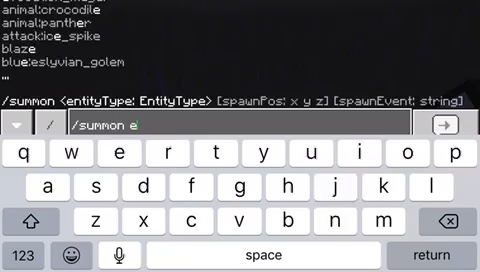 animal:crocodile
animal:panther
attack:ice_spike
blaze
blue:eslyvian_golem
…
/summon <entityType: EntityType> [spawnPos: x y z] [spawnEvent: string]
/ /summon e
q w e r t y u i o p
a s d f g h j k l
z x c v b n m
123 space return